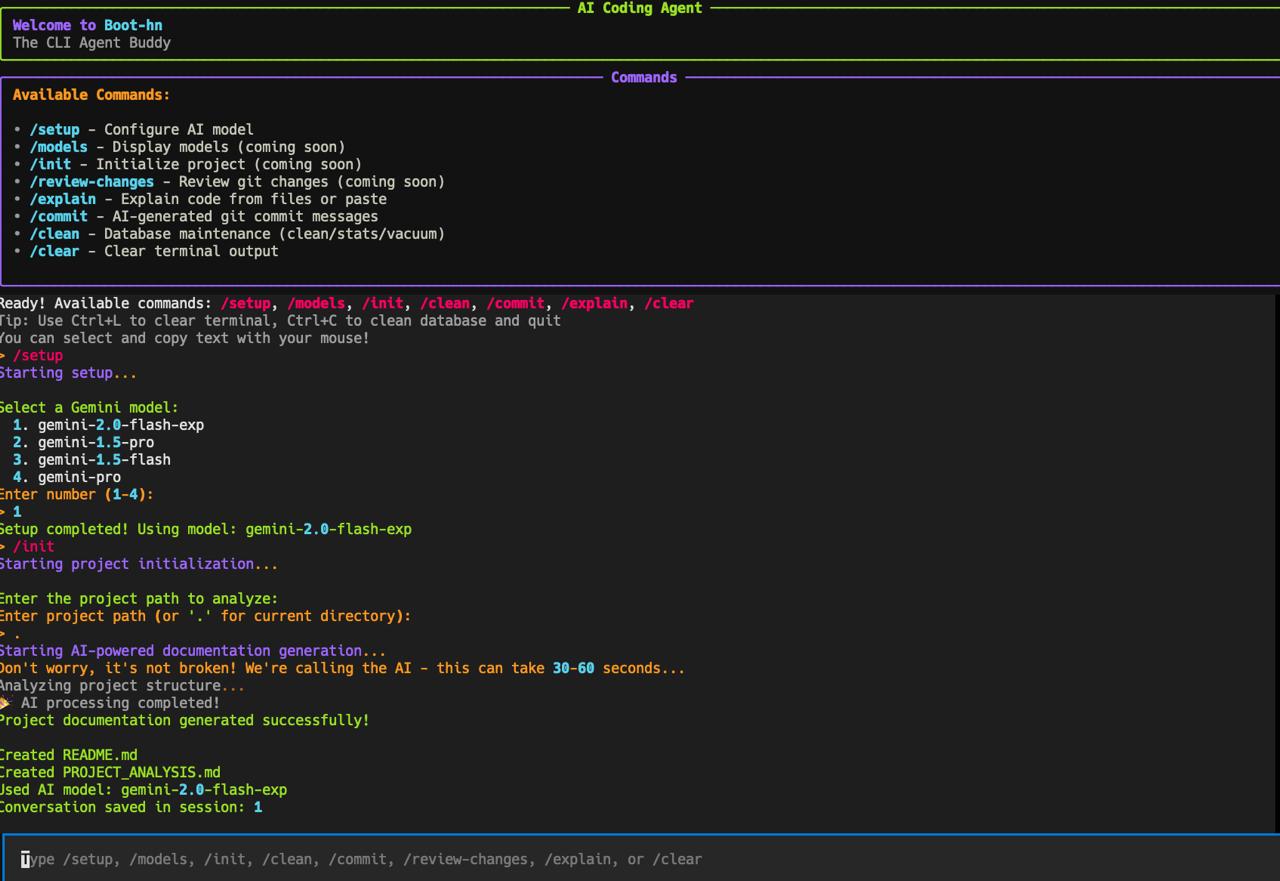 AI Coding Agent
Welcome to Boot-hn
The CLI Agent Buddy
Commands
Available Commands:
• /setup – Configure AI model
• /models – Display models (coming soon)
• /init – Initialize project (coming soon)
• /review-changes – Review git changes (coming soon)
• /explain – Explain code from files or paste
• /commit – AI-generated git commit messages
• /clean – Database maintenance (clean/stats/vacuum)
• /clear – Clear terminal output
Ready! Available commands: /setup, /models, /init, /clean, /commit, /explain, /clear
Tip: Use Ctrl+L to clear terminal, Ctrl+C to clean database and quit
You can select and copy text with your mouse!
> /setup
Starting setup...
Select a Gemini model:
1. gemini-2.0-flash-exp
2. gemini-1.5-pro
3. gemini-1.5-flash
4. gemini-pro
Enter number (1-4):
> 1
Setup completed! Using model: gemini-2.0-flash-exp
> /init
Starting project initialization...
Enter the project path to analyze:
Enter project path (or '.' for current directory):
> .
Starting AI-powered documentation generation...
Don't worry, it's not broken! We're calling the AI – this can take 30-60 seconds...
Analyzing project structure...
🎉 AI processing completed!
Project documentation generated successfully!
Created README.md
Created PROJECT_ANALYSIS.md
Used AI model: gemini-2.0-flash-exp
Conversation saved in session: 1
Type /setup, /models, /init, /clean, /commit, /review-changes, /explain, or /clear